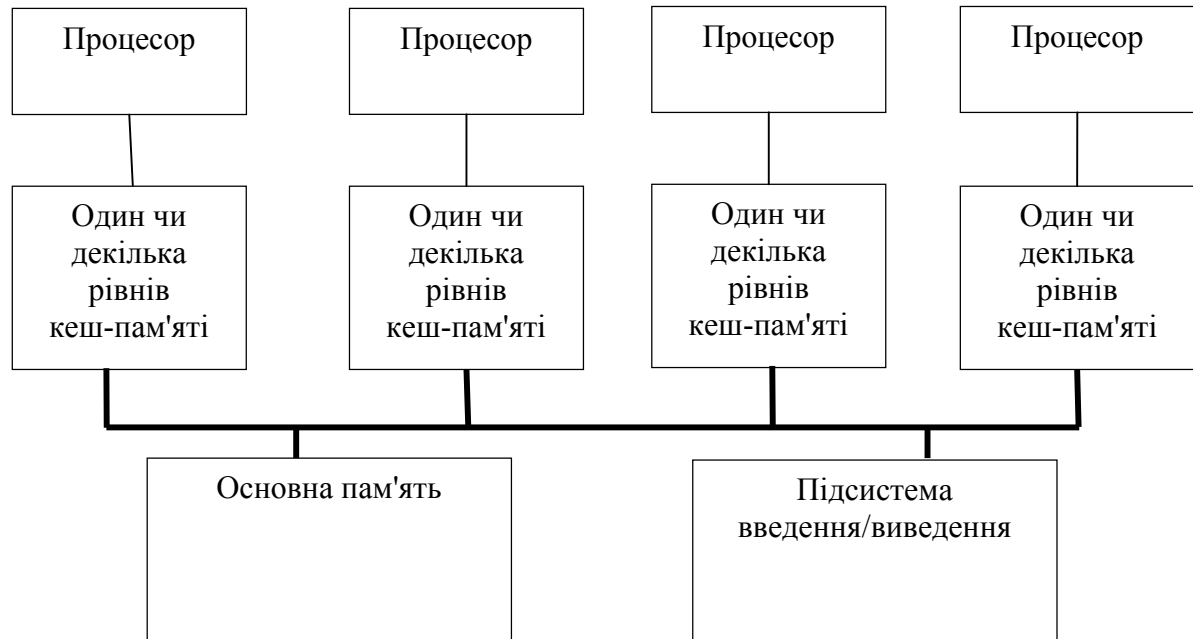 Процесор
Процесор
Процесор
Процесор
Один чи
декілька
рівнів
кеш-пам'яті
Один чи
декілька
рівнів
кеш-пам'яті
Один чи
декілька
рівнів
кеш-пам'яті
Один чи
декілька
рівнів
кеш-пам'яті
Основна пам'ять
Підсистема
введення/виведення